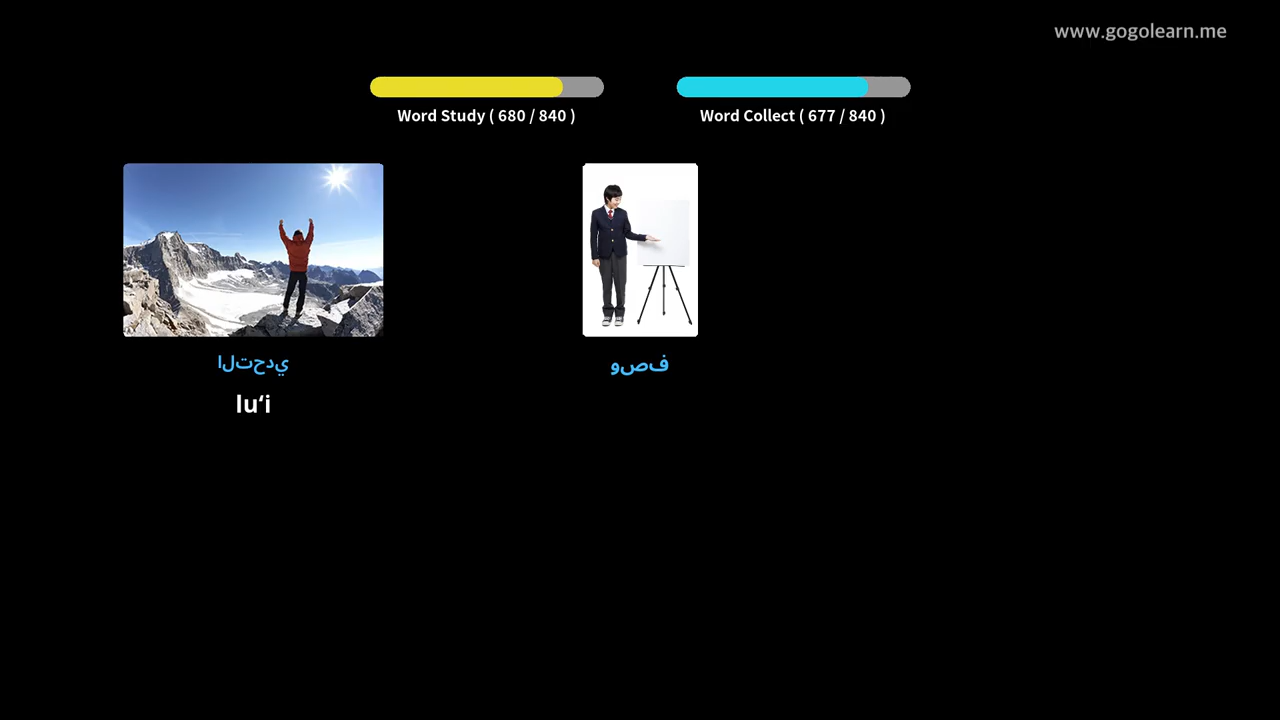 www.gogolearn.me
Word Study ( 680 / 840 )
Word Collect ( 677 / 840 )
التحدي
وصف
luʻi